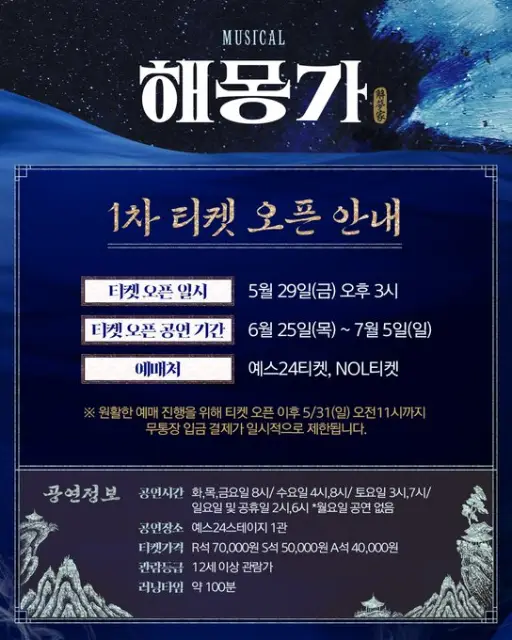 MUSICAL
해몽가
解夢家
1차 티켓 오픈 안내
티켓 오픈 일시 5월 29일(금) 오후 3시
티켓 오픈 공연 기간 6월 25일(목) ~ 7월 5일(일)
예매처 예스24티켓, NOL티켓
※ 원활한 예매 진행을 위해 티켓 오픈 이후 5/31(일) 오전11시까지
무통장 입금 결제가 일시적으로 제한됩니다.
공연정보
공연시간 화,목,금요일 8시/ 수요일 4시,8시/ 토요일 3시,7시/
일요일 및 공휴일 2시,6시 *월요일 공연 없음
공연장소 예스24스테이지 1관
티켓가격 R석 70,000원 S석 50,000원 A석 40,000원
관람등급 12세 이상 관람가
러닝타임 약 100분